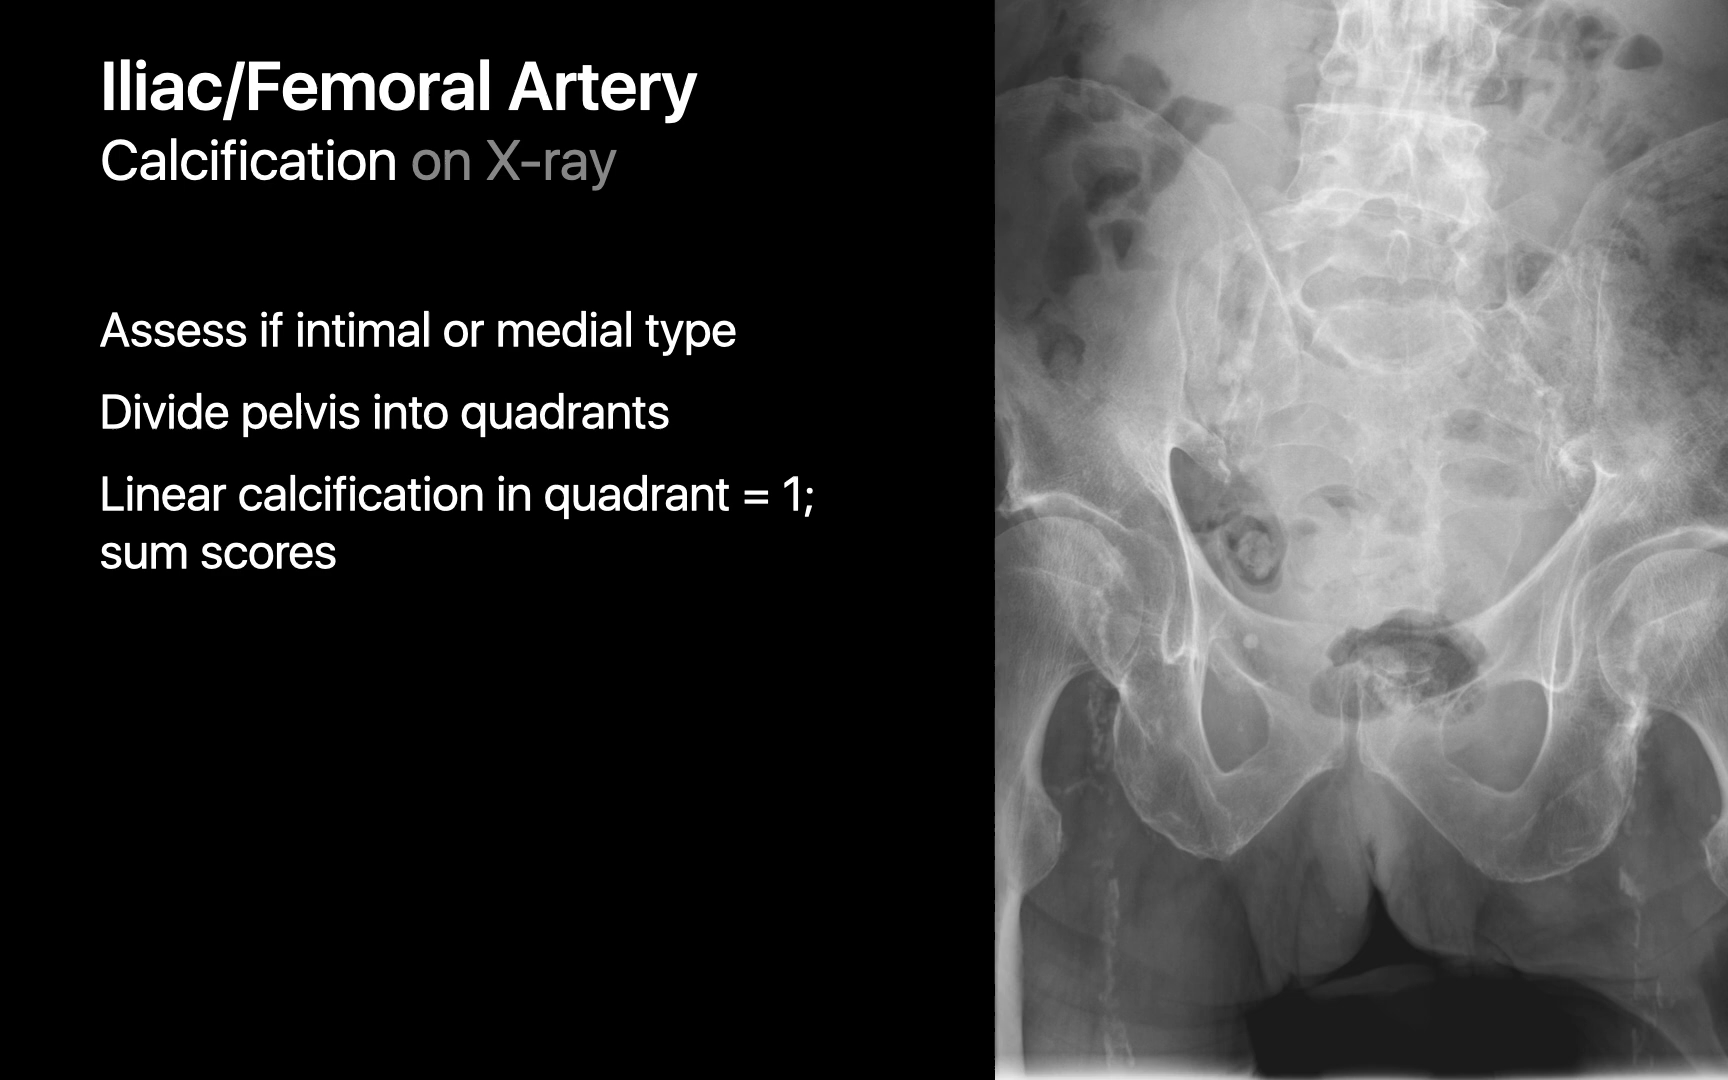 Iliac/Femoral Artery
Calcification on X-ray
Assess if intimal or medial type
Divide pelvis into quadrants
Linear calcification in quadrant = 1;
sum scores